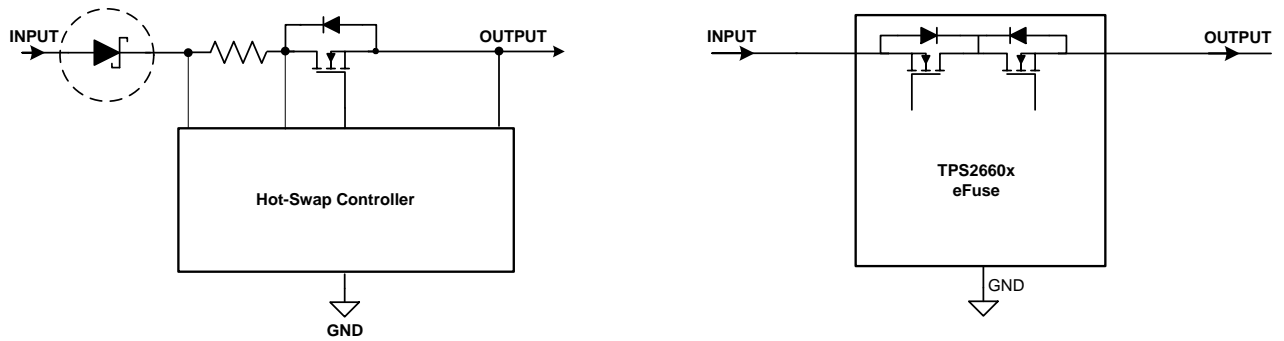 INPUT
OUTPUT
Hot-Swap Controller
GND
INPUT
OUTPUT
TPS2660x
eFuse
GND